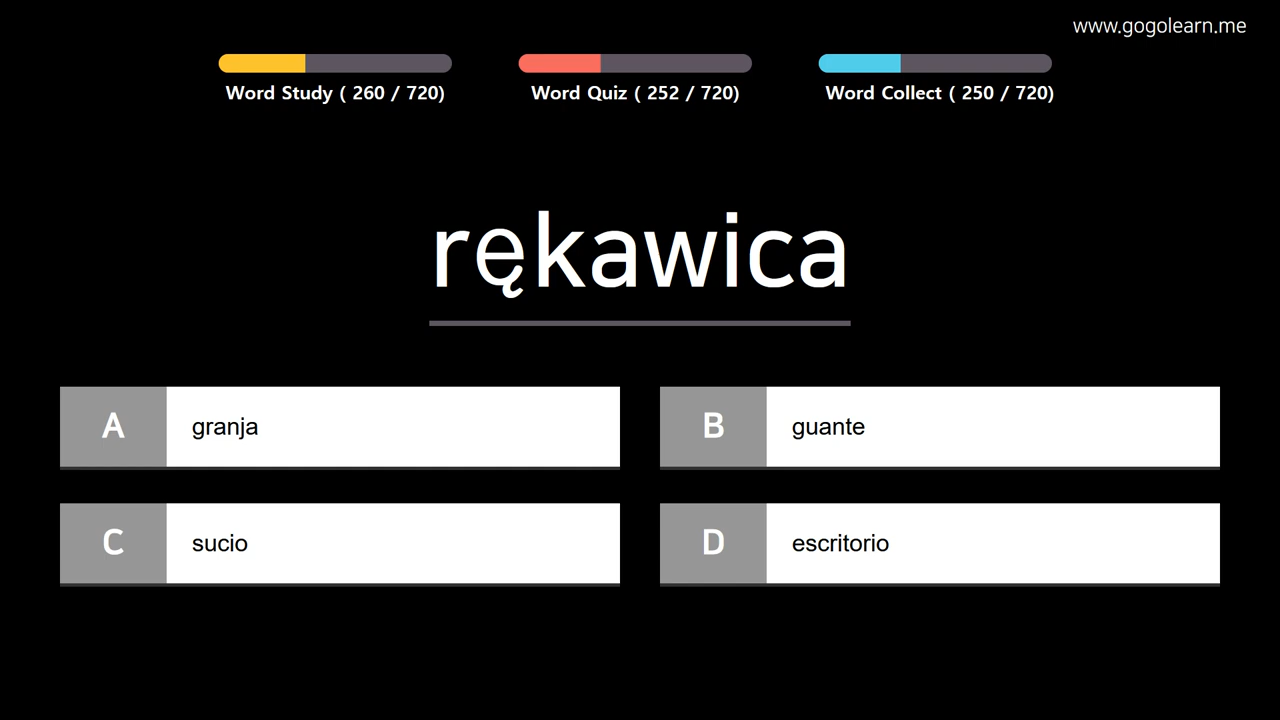 www.gogolearn.me
Word Study ( 260 / 720)
Word Quiz ( 252 / 720)
Word Collect ( 250 / 720)
rękawica
A granja
B guante
C sucio
D escritorio